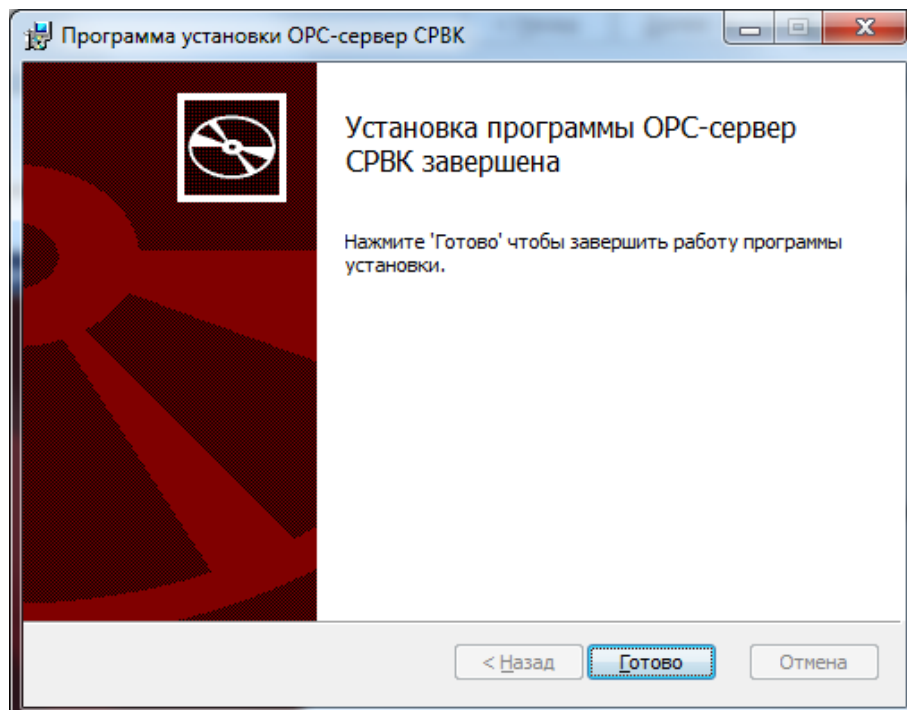 Программа установки OPC-сервер СРВК
Установка программы OPC-сервер
СРВК завершена
Нажмите 'Готово' чтобы завершить работу программы
установки.
< Назад
Готово
Отмена